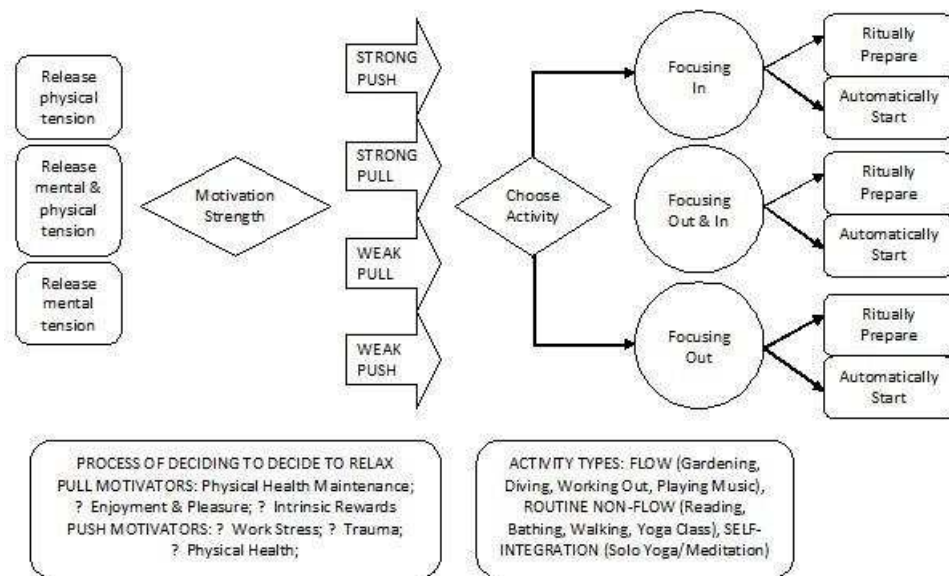 Release
physical
tension
Release
mental &
physical
tension
Release
mental
tension
Motivation
Strength
STRONG
PUSH
STRONG
PULL
WEAK
PULL
WEAK
PUSH
Choose
Activity
Focusing
In
Focusing
Out & In
Focusing
Out
Ritually
Prepare
Automatically
Start
Ritually
Prepare
Automatically
Start
Ritually
Prepare
Automatically
Start
PROCESS OF DECIDING TO DECIDE TO RELAX
PULL MOTIVATORS: Physical Health Maintenance;
? Enjoyment & Pleasure; ? Intrinsic Rewards
PUSH MOTIVATORS: ? Work Stress; ? Trauma;
? Physical Health;
ACTIVITY TYPES: FLOW (Gardening,
Diving, Working Out, Playing Music),
ROUTINE NON-FLOW (Reading,
Bathing, Walking, Yoga Class), SELF-
INTEGRATION (Solo Yoga/Meditation)